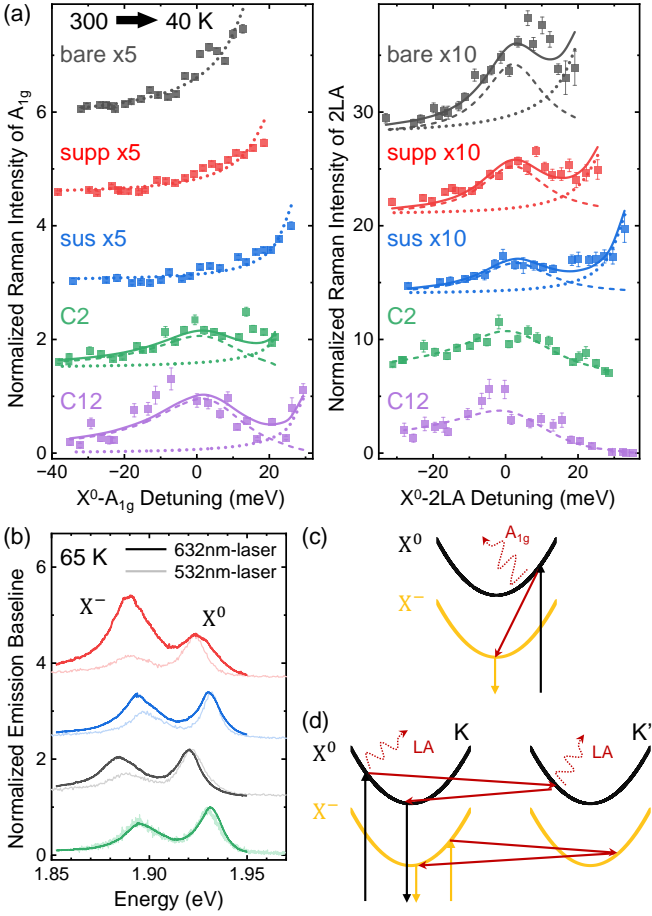 (a)
300 → 40 K
bare x5
supp x5
sus x5
C2
C12
Normalized Raman Intensity of A1g
8
6
4
2
0
−40 −20 0 20
X⁰-A1g Detuning (meV)
bare x10
supp x10
sus x10
C2
C12
Normalized Raman Intensity of 2LA
30
20
10
0
−20 0 20
X⁰-2LA Detuning (meV)
(b)
65 K
632nm-laser
532nm-laser
X⁻
X⁰
Normalized Emission Baseline
4
2
0
1.85 1.90 1.95
Energy (eV)
(c)
X⁰
A1g
X⁻
(d)
X⁰
LA
K
K'
LA
X⁻